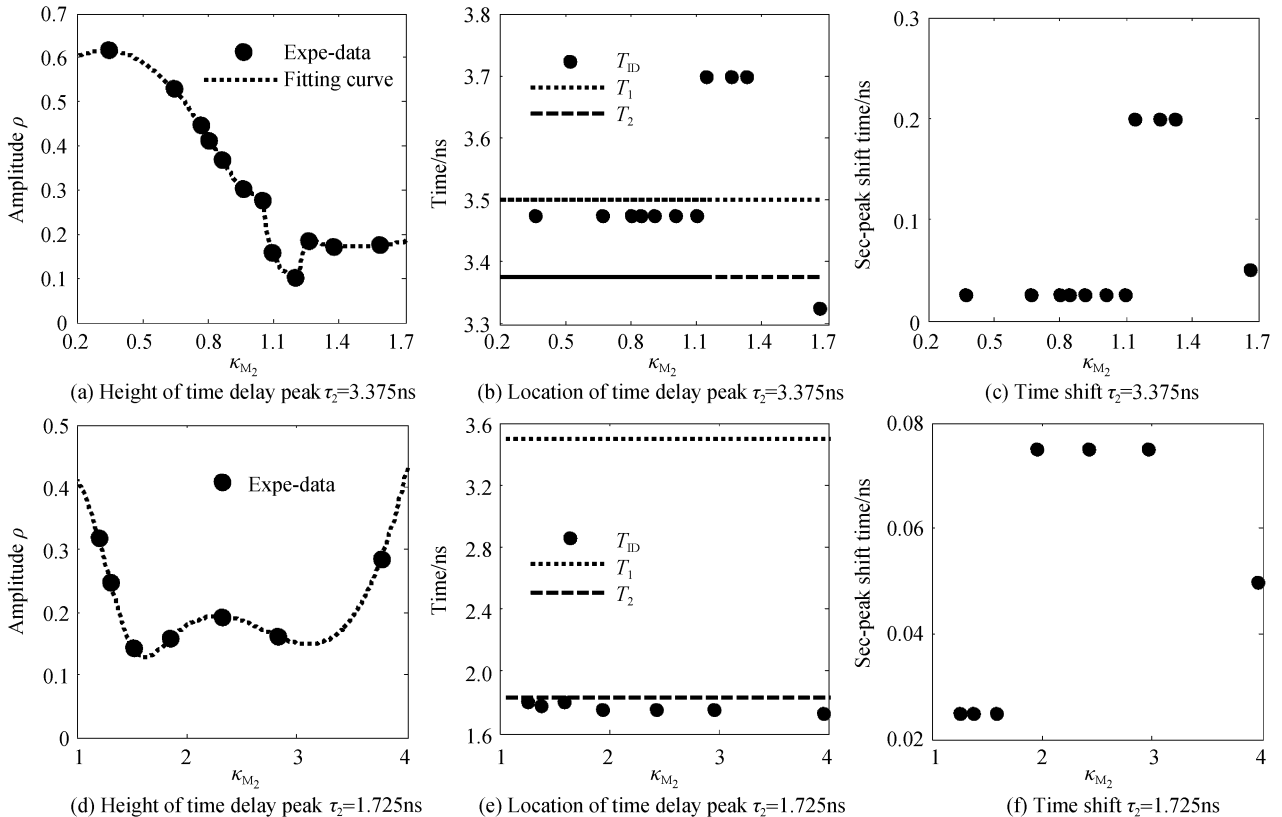 0.7
0.6
0.5
0.4
0.3
0.2
0.1
0
Amplitude ρ
Expe-data
Fitting curve
0.2 0.5 0.8 1.1 1.4 1.7
κM₂
(a) Height of time delay peak τ₂=3.375ns
3.8
3.7
3.6
3.5
3.4
3.3
Time/ns
TID
T₁
T₂
0.2 0.5 0.8 1.1 1.4 1.7
κM₂
(b) Location of time delay peak τ₂=3.375ns
0.3
0.2
0.1
0
Sec-peak shift time/ns
0.2 0.5 0.8 1.1 1.4 1.7
κM₂
(c) Time shift τ₂=3.375ns
0.5
0.4
0.3
0.2
0.1
0
Amplitude ρ
Expe-data
1 2 3 4
κM₂
(d) Height of time delay peak τ₂=1.725ns
3.6
3.2
2.8
2.4
2.0
1.6
Time/ns
TID
T₁
T₂
1 2 3 4
κM₂
(e) Location of time delay peak τ₂=1.725ns
0.08
0.06
0.04
0.02
Sec-peak shift time/ns
1 2 3 4
κM₂
(f) Time shift τ₂=1.725ns